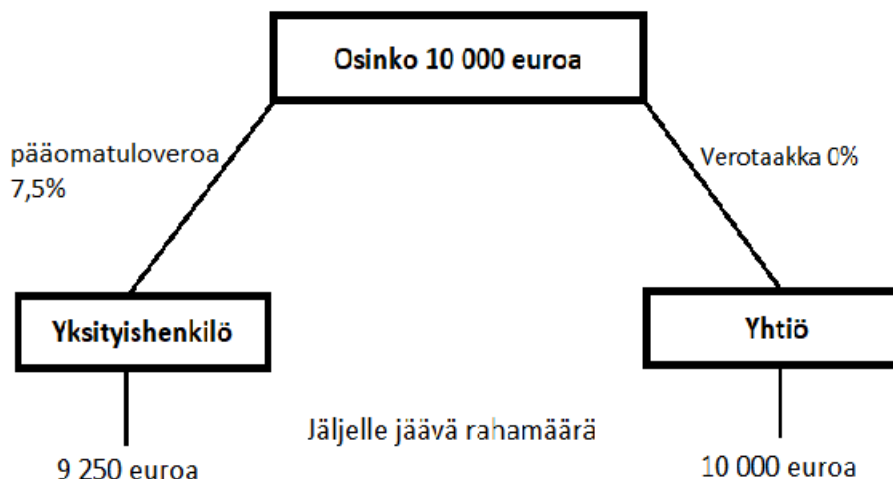 Osinko 10 000 euroa
pääomatuloveroa
7,5%
Verotaakka 0%
Yksityishenkilö
Yhtiö
Jäljelle jäävä rahamäärä
9 250 euroa
10 000 euroa